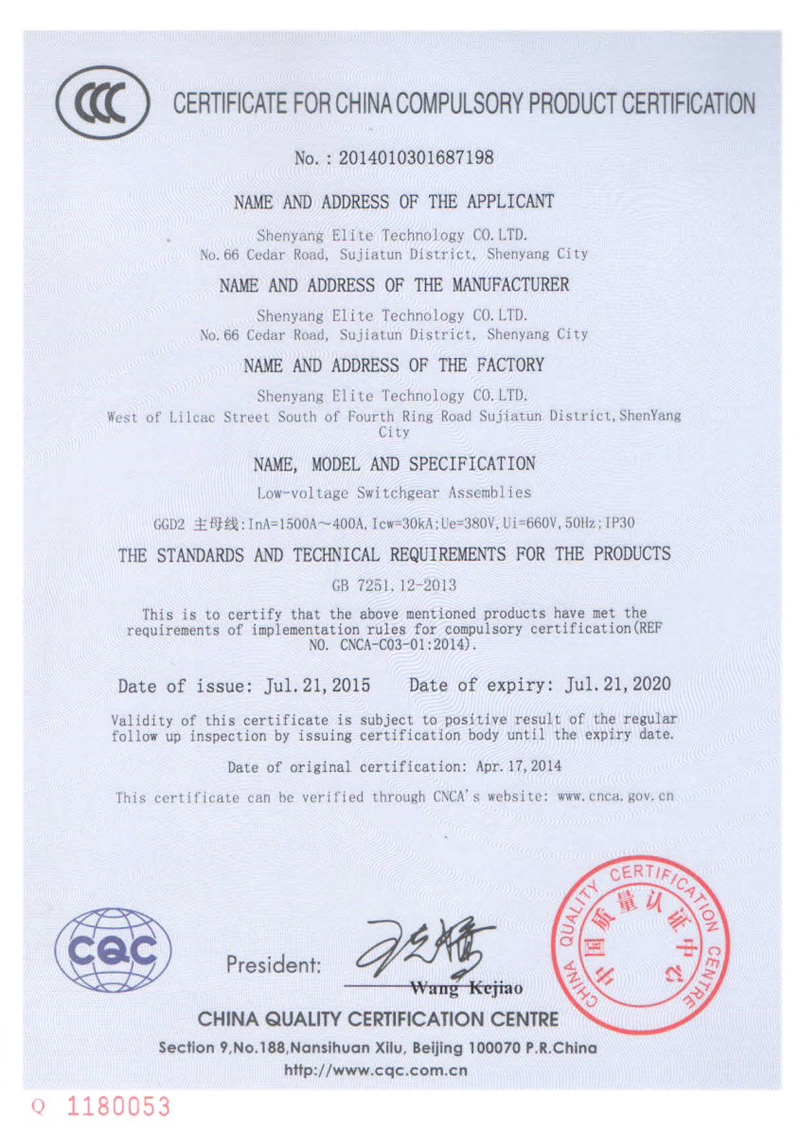 CCC
CERTIFICATE FOR CHINA COMPULSORY PRODUCT CERTIFICATION
No. : 2014010301687198
NAME AND ADDRESS OF THE APPLICANT
Shenyang Elite Technology CO.LTD.
No.66 Cedar Road, Sujiatun District, Shenyang City
NAME AND ADDRESS OF THE MANUFACTURER
Shenyang Elite Technology CO.LTD.
No.66 Cedar Road, Sujiatun District, Shenyang City
NAME AND ADDRESS OF THE FACTORY
Shenyang Elite Technology CO.LTD.
West of Lilcac Street South of Fourth Ring Road Sujiatun District,ShenYang
City
NAME, MODEL AND SPECIFICATION
Low-voltage Switchgear Assemblies
GGD2 主母线:InA=1500A～400A,Icw=30kA;Ue=380V,Ui=660V,50Hz;IP30
THE STANDARDS AND TECHNICAL REQUIREMENTS FOR THE PRODUCTS
GB 7251.12-2013
This is to certify that the above mentioned products have met the
requirements of implementation rules for compulsory certification(REF
NO. CNCA-C03-01:2014).
Date of issue: Jul.21,2015 Date of expiry: Jul.21,2020
Validity of this certificate is subject to positive result of the regular
follow up inspection by issuing certification body until the expiry date.
Date of original certification: Apr.17,2014
This certificate can be verified through CNCA's website: www.cnca.gov.cn
CQC
President:
王克娇
Wang Kejiao
CHINA QUALITY CERTIFICATION CENTRE
中国质量认证中心
CHINA QUALITY CERTIFICATION CENTRE
Section 9,No.188,Nansihuan Xilu, Beijing 100070 P.R.China
http://www.cqc.com.cn
Q 1180053